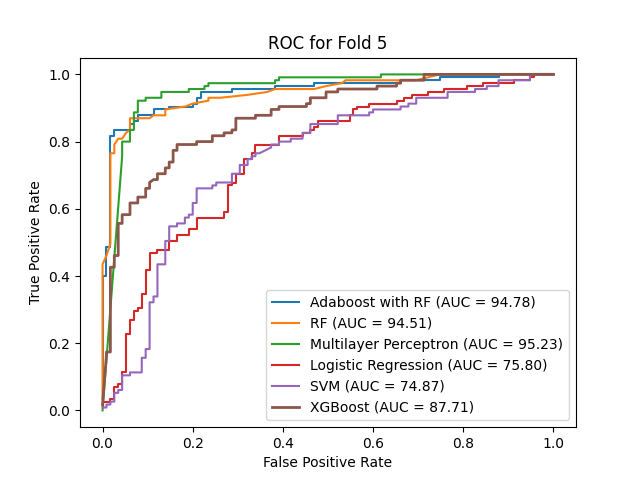 ROC for Fold 5
True Positive Rate
1.0
0.8
0.6
0.4
0.2
0.0
Adaboost with RF (AUC = 94.78)
RF (AUC = 94.51)
Multilayer Perceptron (AUC = 95.23)
Logistic Regression (AUC = 75.80)
SVM (AUC = 74.87)
XGBoost (AUC = 87.71)
0.0 0.2 0.4 0.6 0.8 1.0
False Positive Rate